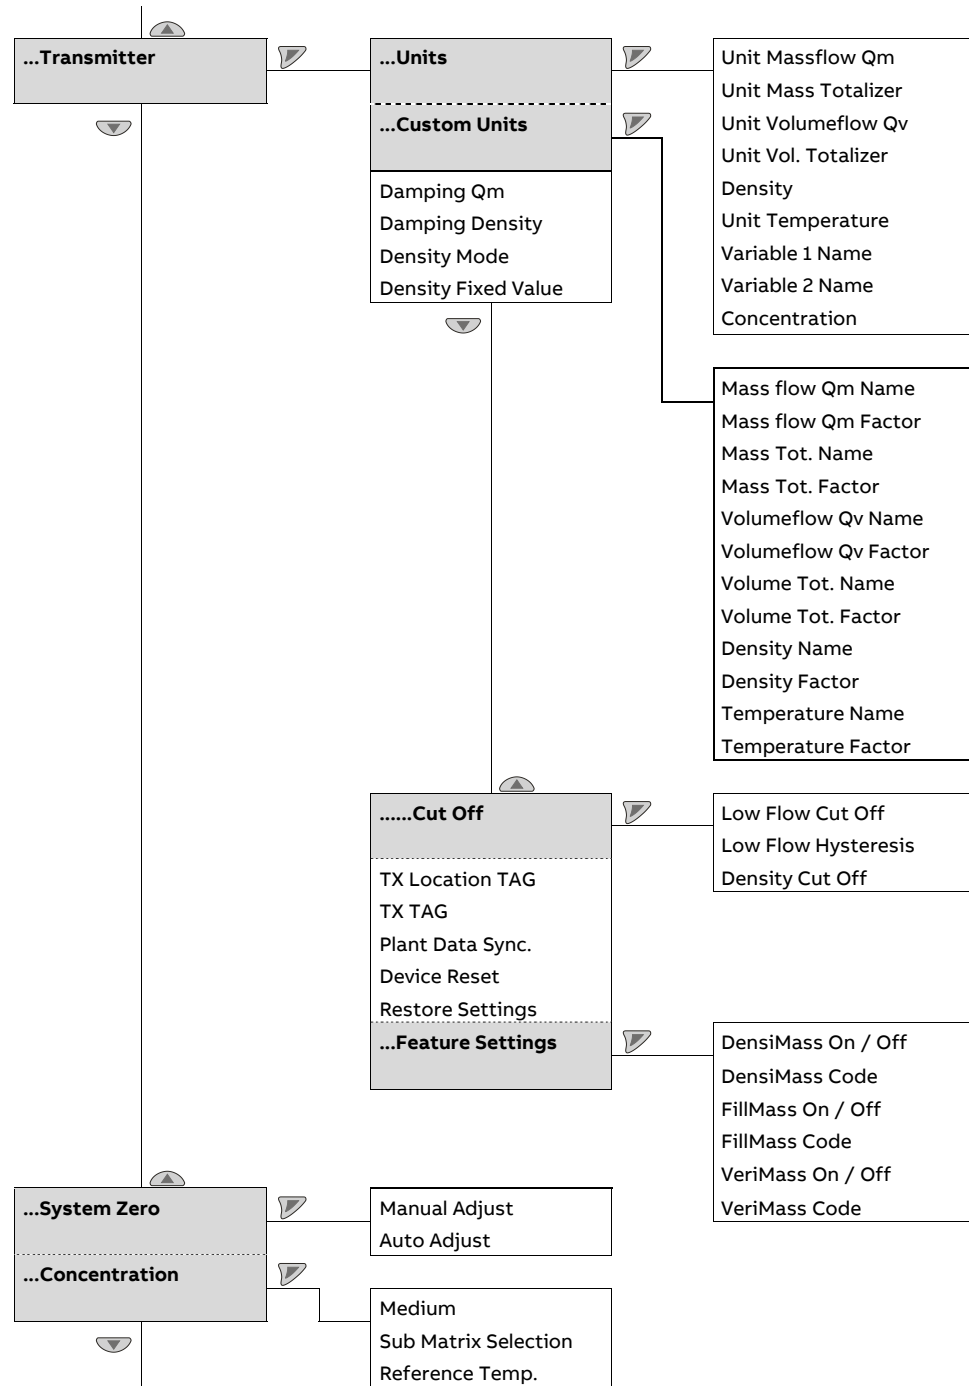 ...Transmitter
...Units
Unit Massflow Qm
Unit Mass Totalizer
Unit Volumeflow Qv
Unit Vol. Totalizer
Density
Unit Temperature
Variable 1 Name
Variable 2 Name
Concentration
...Custom Units
Damping Qm
Damping Density
Density Mode
Density Fixed Value
Mass flow Qm Name
Mass flow Qm Factor
Mass Tot. Name
Mass Tot. Factor
Volumeflow Qv Name
Volumeflow Qv Factor
Volume Tot. Name
Volume Tot. Factor
Density Name
Density Factor
Temperature Name
Temperature Factor
......Cut Off
Low Flow Cut Off
Low Flow Hysteresis
Density Cut Off
TX Location TAG
TX TAG
Plant Data Sync.
Device Reset
Restore Settings
...Feature Settings
DensiMass On / Off
DensiMass Code
FillMass On / Off
FillMass Code
VeriMass On / Off
VeriMass Code
...System Zero
Manual Adjust
Auto Adjust
...Concentration
Medium
Sub Matrix Selection
Reference Temp.